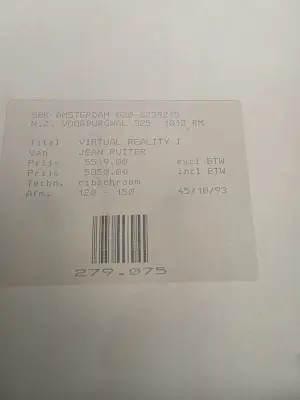 SBK AMSTERDAM 020-6239215
N.Z. VOORBURGWAL 325 1012 RM
Titel VIRTUAL REALITY I
Van JEAN RUITER
Prijs 5519.00 excl BTW
Prijs 5850.00 incl BTW
Techn. cibachroom
Afm. 120 - 150 45/10/93
279.075